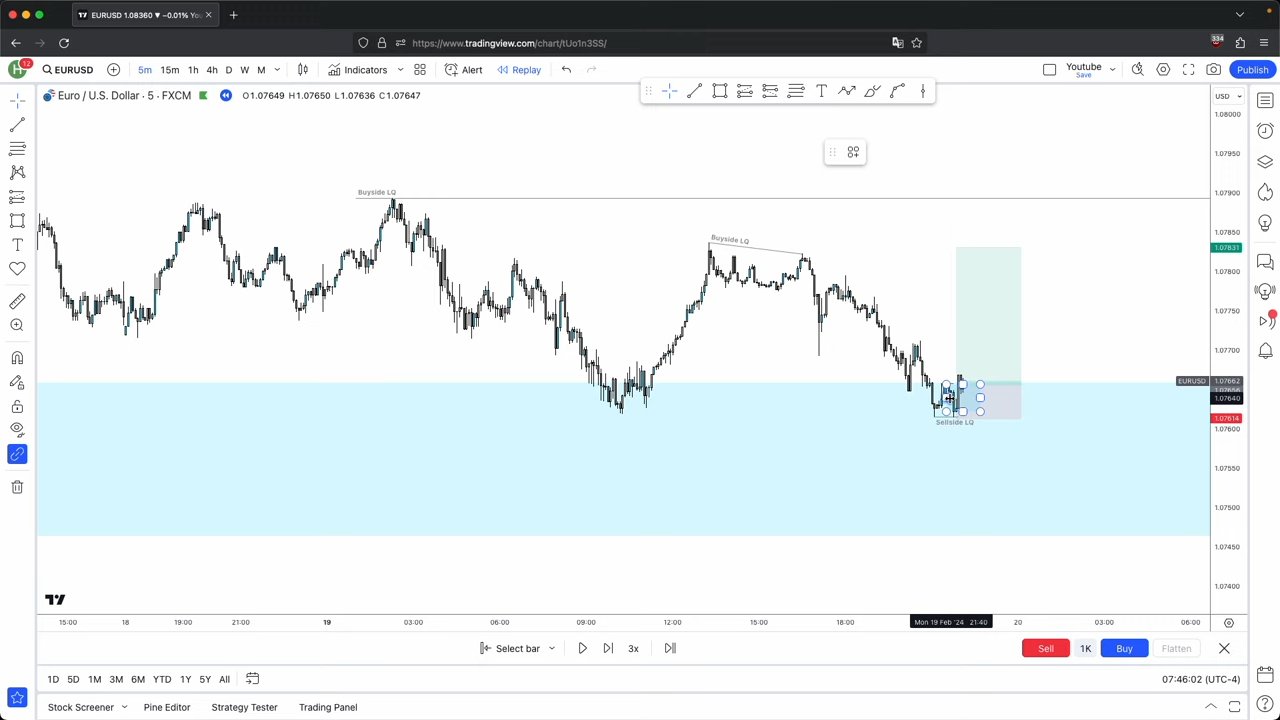 EURUSD 1.08360 ▼ −0.01% You
334
https://www.tradingview.com/chart/tUo1n3SS/
H 12 EURUSD 5m 15m 1h 4h D W M Indicators Alert Replay Youtube Save Publish
Euro / U.S. Dollar · 5 · FXCM O1.07649 H1.07650 L1.07636 C1.07647
USD
1.08000
1.07950
1.07900
1.07850
1.07831
1.07800
1.07750
1.07700
EURUSD 1.07662
1.07640
1.07614
1.07600
1.07550
1.07500
1.07450
1.07400
Buyside LQ
Buyside LQ
Sellside LQ
15:00 18 19:00 21:00 19 03:00 06:00 09:00 12:00 15:00 18:00 Mon 19 Feb '24 21:40 20 03:00 06:00
Select bar 3x Sell 1K Buy Flatten
1D 5D 1M 3M 6M YTD 1Y 5Y All 07:46:02 (UTC-4)
Stock Screener Pine Editor Strategy Tester Trading Panel